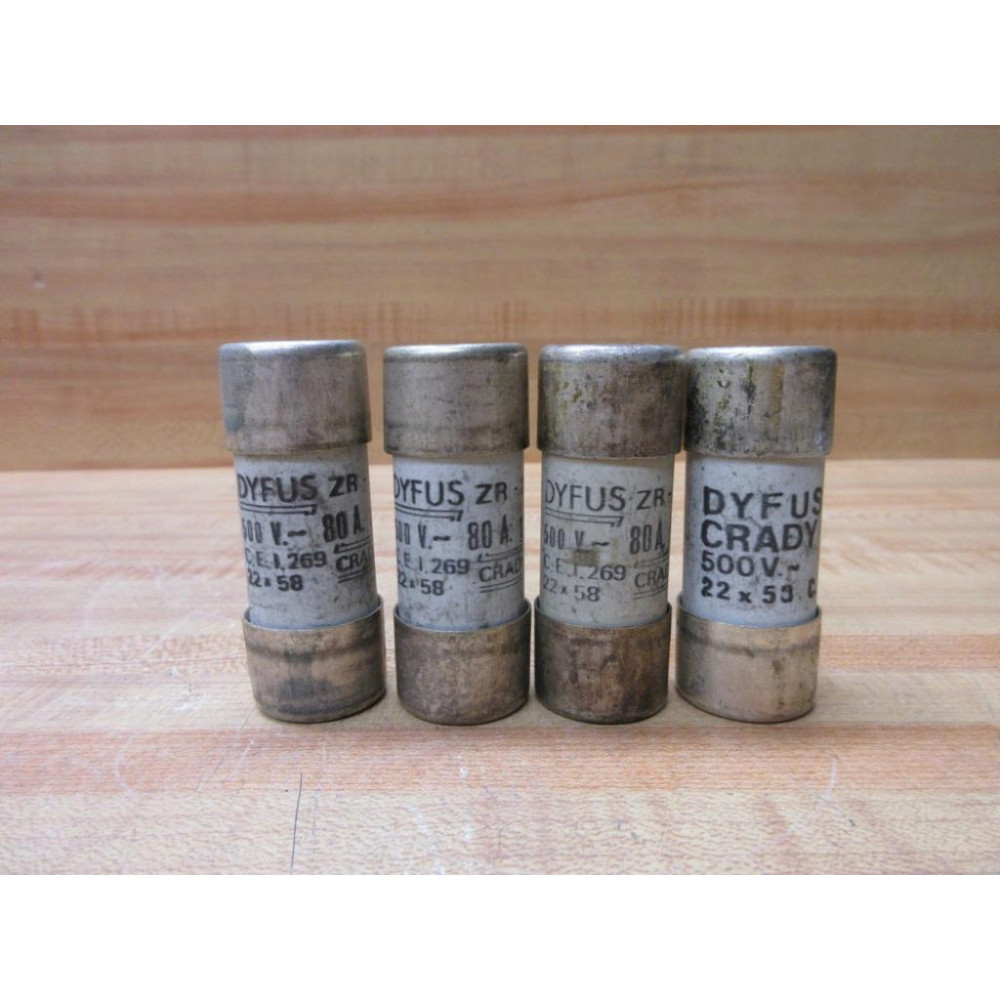 DYFUS ZR -
500 V.~ 80 A.
C.E.I.269 CRAD
22 x 58
DYFUS ZR -
500 V.~ 80 A.
C.E.I.269 CRAD
22 x 58
DYFUS ZR -
500 V ~ 80 A.
C.E.I.269 CRAD
22 x 58
DYFUS
CRADY
500 V.~
22 x 58 C